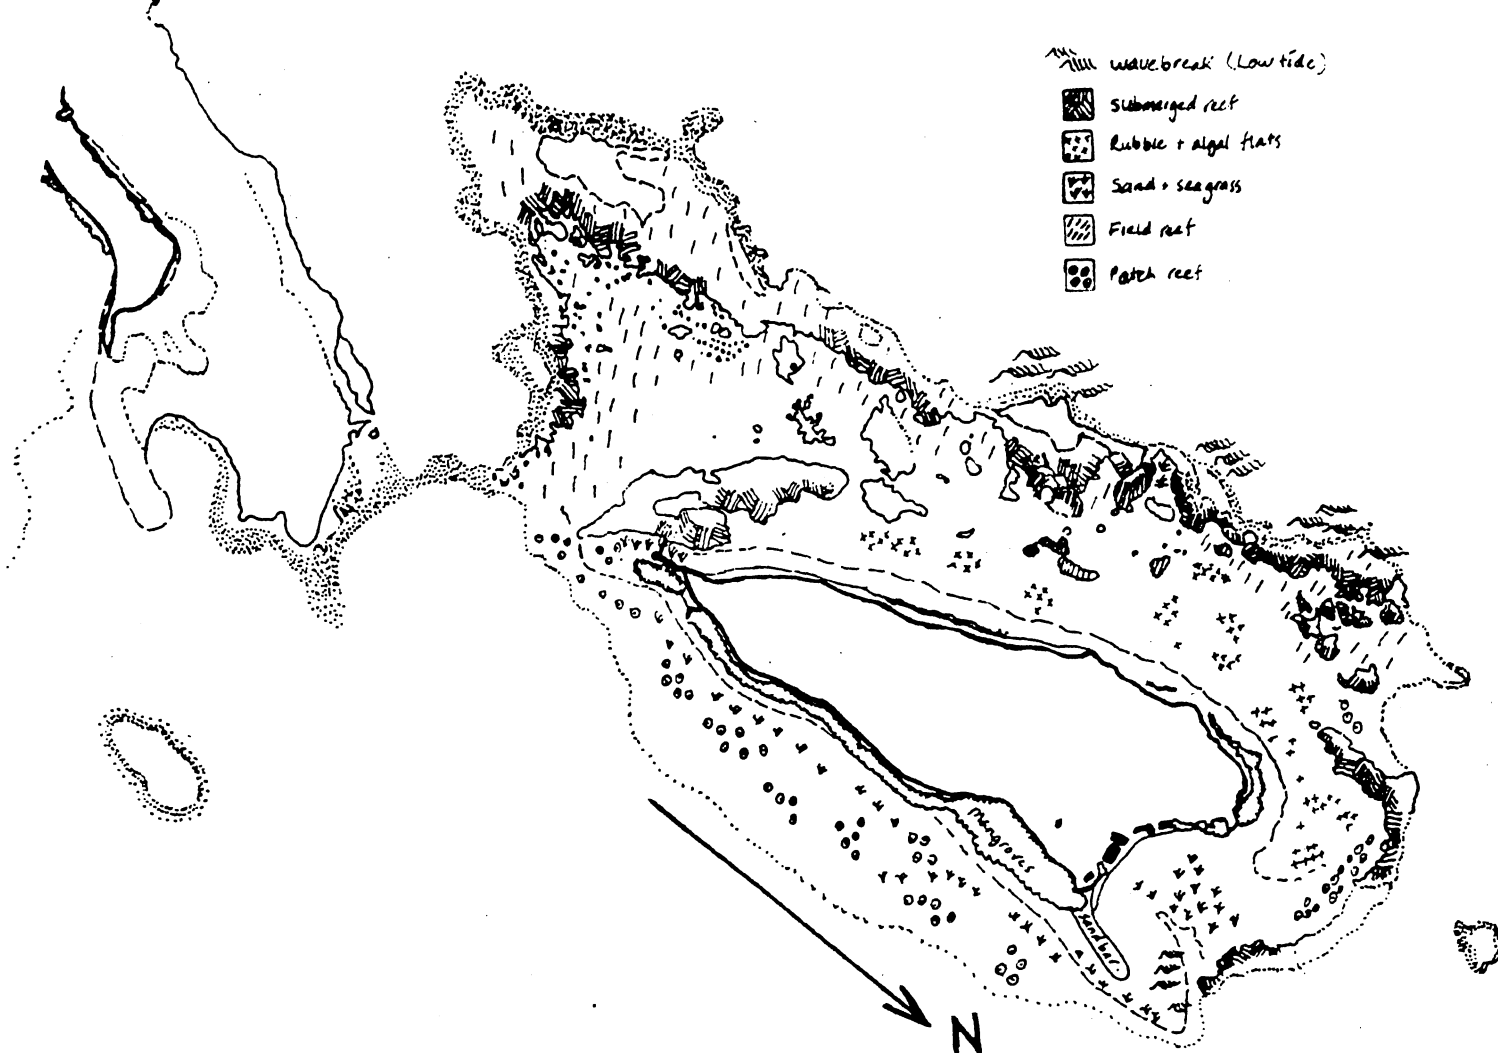 wavebreak (Low tide)
Submerged reef
Rubble + algal flats
Sand + seagrass
Field reef
Patch reef
Mangroves
Sandbar
N